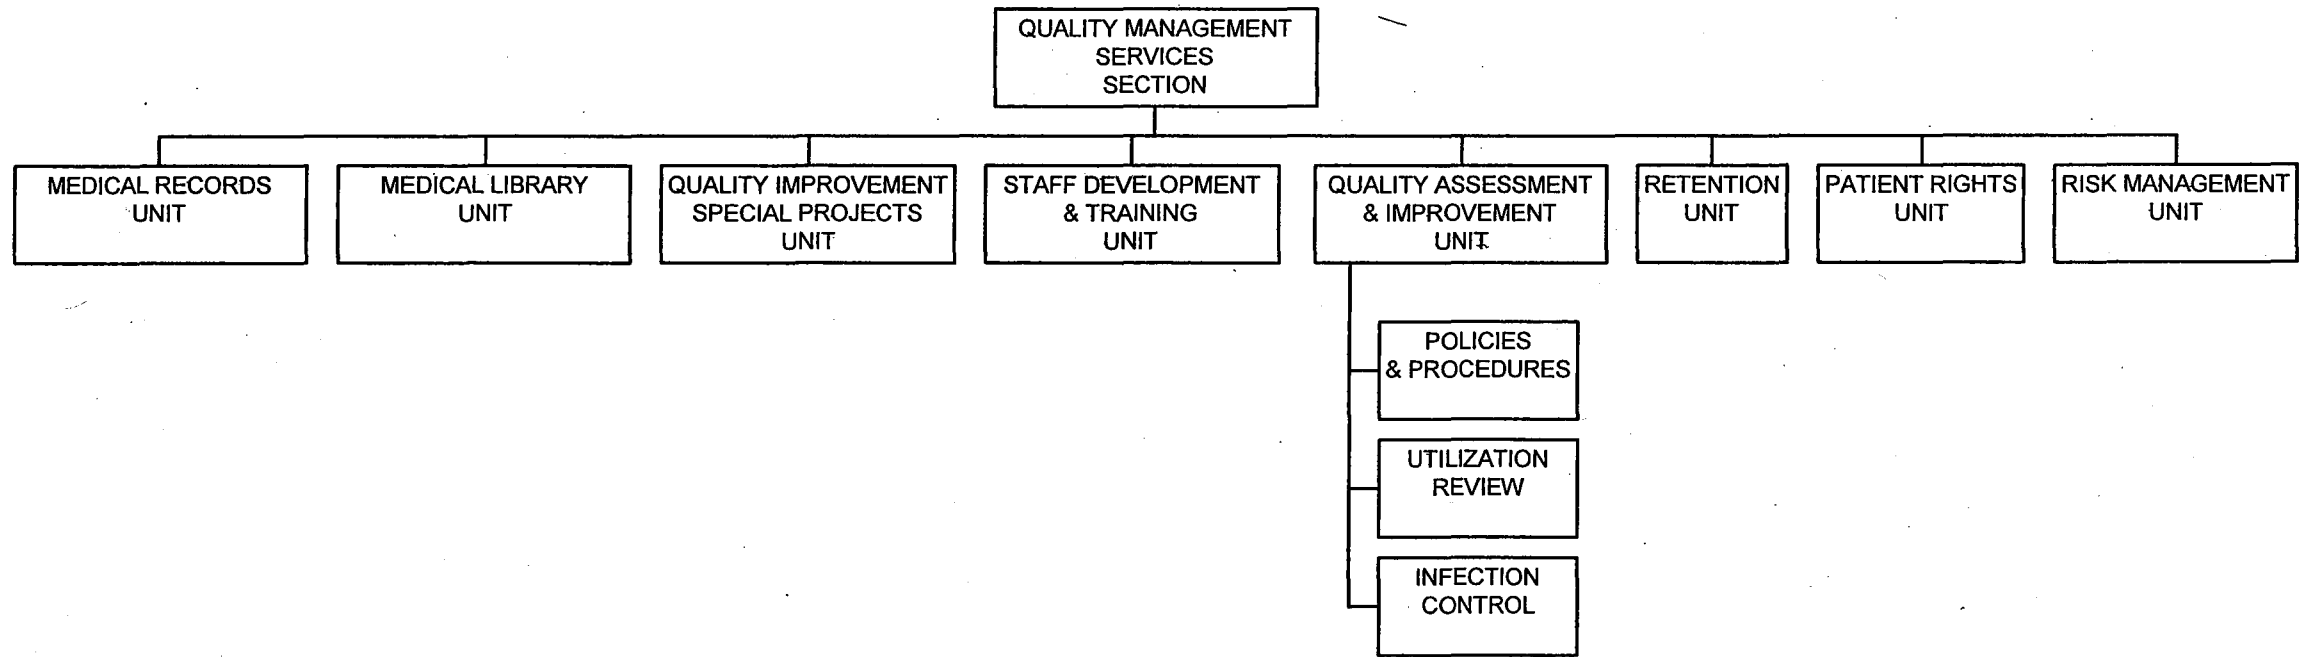 QUALITY MANAGEMENT
SERVICES
SECTION
MEDICAL RECORDS
UNIT
MEDICAL LIBRARY
UNIT
QUALITY IMPROVEMENT
SPECIAL PROJECTS
UNIT
STAFF DEVELOPMENT
& TRAINING
UNIT
QUALITY ASSESSMENT
& IMPROVEMENT
UNIT
RETENTION
UNIT
PATIENT RIGHTS
UNIT
RISK MANAGEMENT
UNIT
POLICIES
& PROCEDURES
UTILIZATION
REVIEW
INFECTION
CONTROL